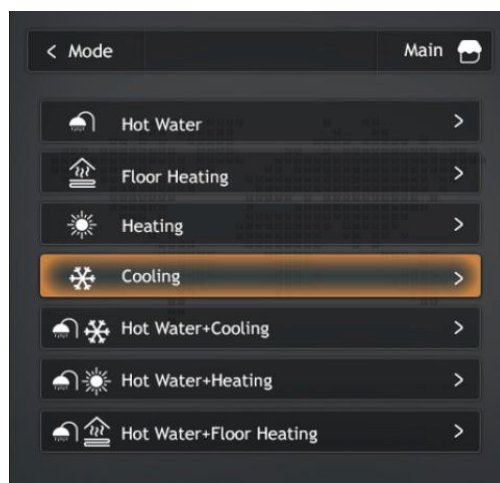 < Mode Main
Hot Water >
Floor Heating >
Heating >
Cooling >
Hot Water+Cooling >
Hot Water+Heating >
Hot Water+Floor Heating >